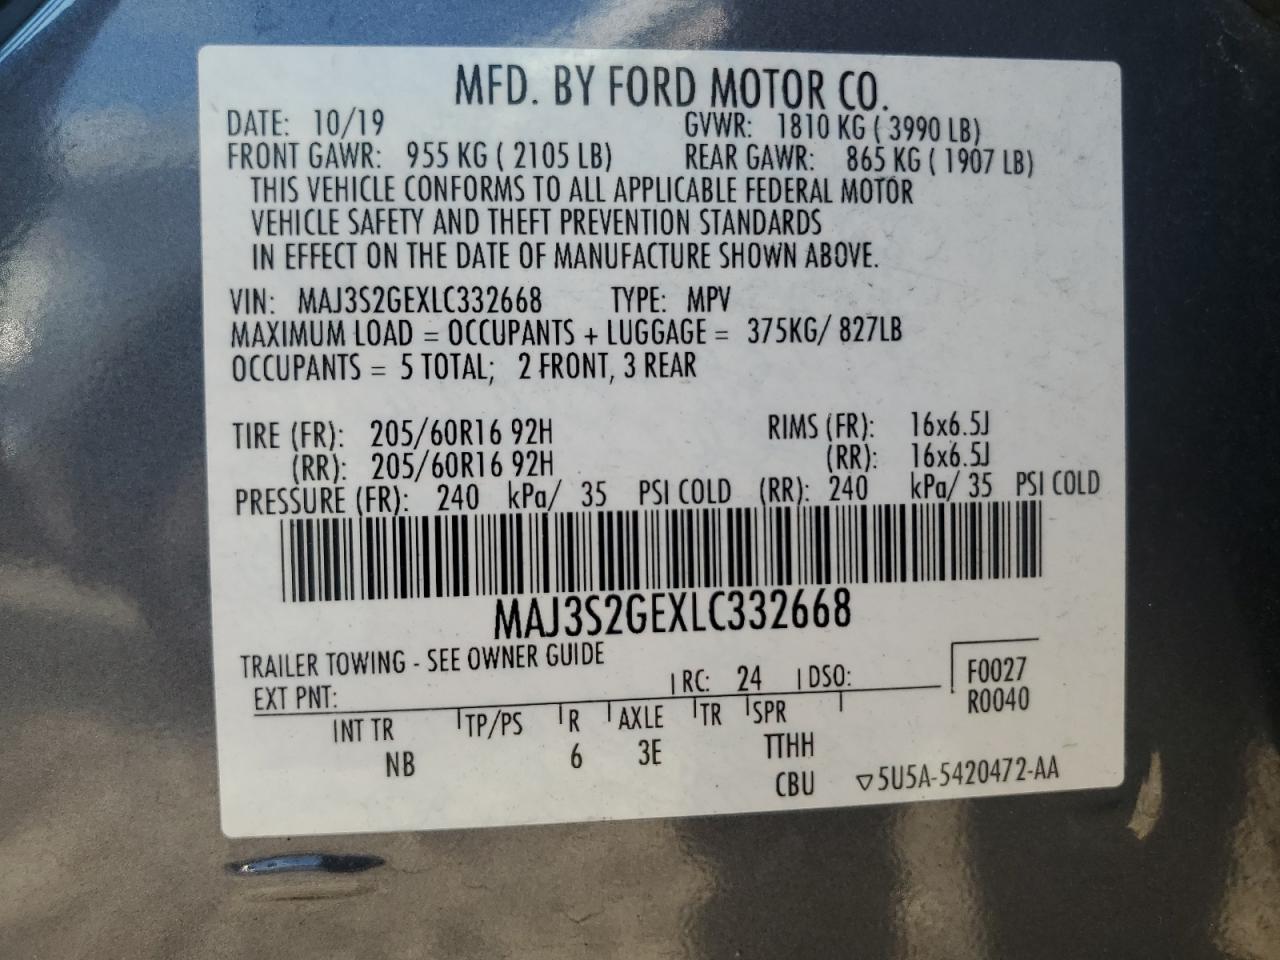 MFD. BY FORD MOTOR CO.
DATE: 10/19 GVWR: 1810 KG ( 3990 LB)
FRONT GAWR: 955 KG ( 2105 LB) REAR GAWR: 865 KG ( 1907 LB)
THIS VEHICLE CONFORMS TO ALL APPLICABLE FEDERAL MOTOR
VEHICLE SAFETY AND THEFT PREVENTION STANDARDS
IN EFFECT ON THE DATE OF MANUFACTURE SHOWN ABOVE.
VIN: MAJ3S2GEXLC332668 TYPE: MPV
MAXIMUM LOAD = OCCUPANTS + LUGGAGE = 375KG/ 827LB
OCCUPANTS = 5 TOTAL; 2 FRONT, 3 REAR
TIRE (FR): 205/60R16 92H RIMS (FR): 16x6.5J
(RR): 205/60R16 92H (RR): 16x6.5J
PRESSURE (FR): 240 kPa/ 35 PSI COLD (RR): 240 kPa/ 35 PSI COLD
MAJ3S2GEXLC332668
TRAILER TOWING - SEE OWNER GUIDE
EXT PNT: RC: 24 DSO: F0027
R0040
INT TR TP/PS R AXLE TR SPR
NB 6 3E TTHH
CBU ▽5U5A-5420472-AA